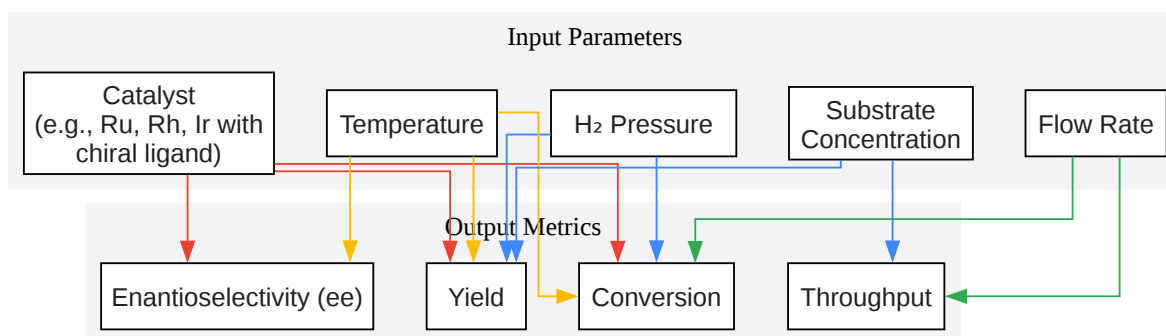 Input Parameters
Catalyst
(e.g., Ru, Rh, Ir with
chiral ligand)
Temperature
H₂ Pressure
Substrate
Concentration
Flow Rate
Output Metrics
Enantioselectivity (ee)
Yield
Conversion
Throughput